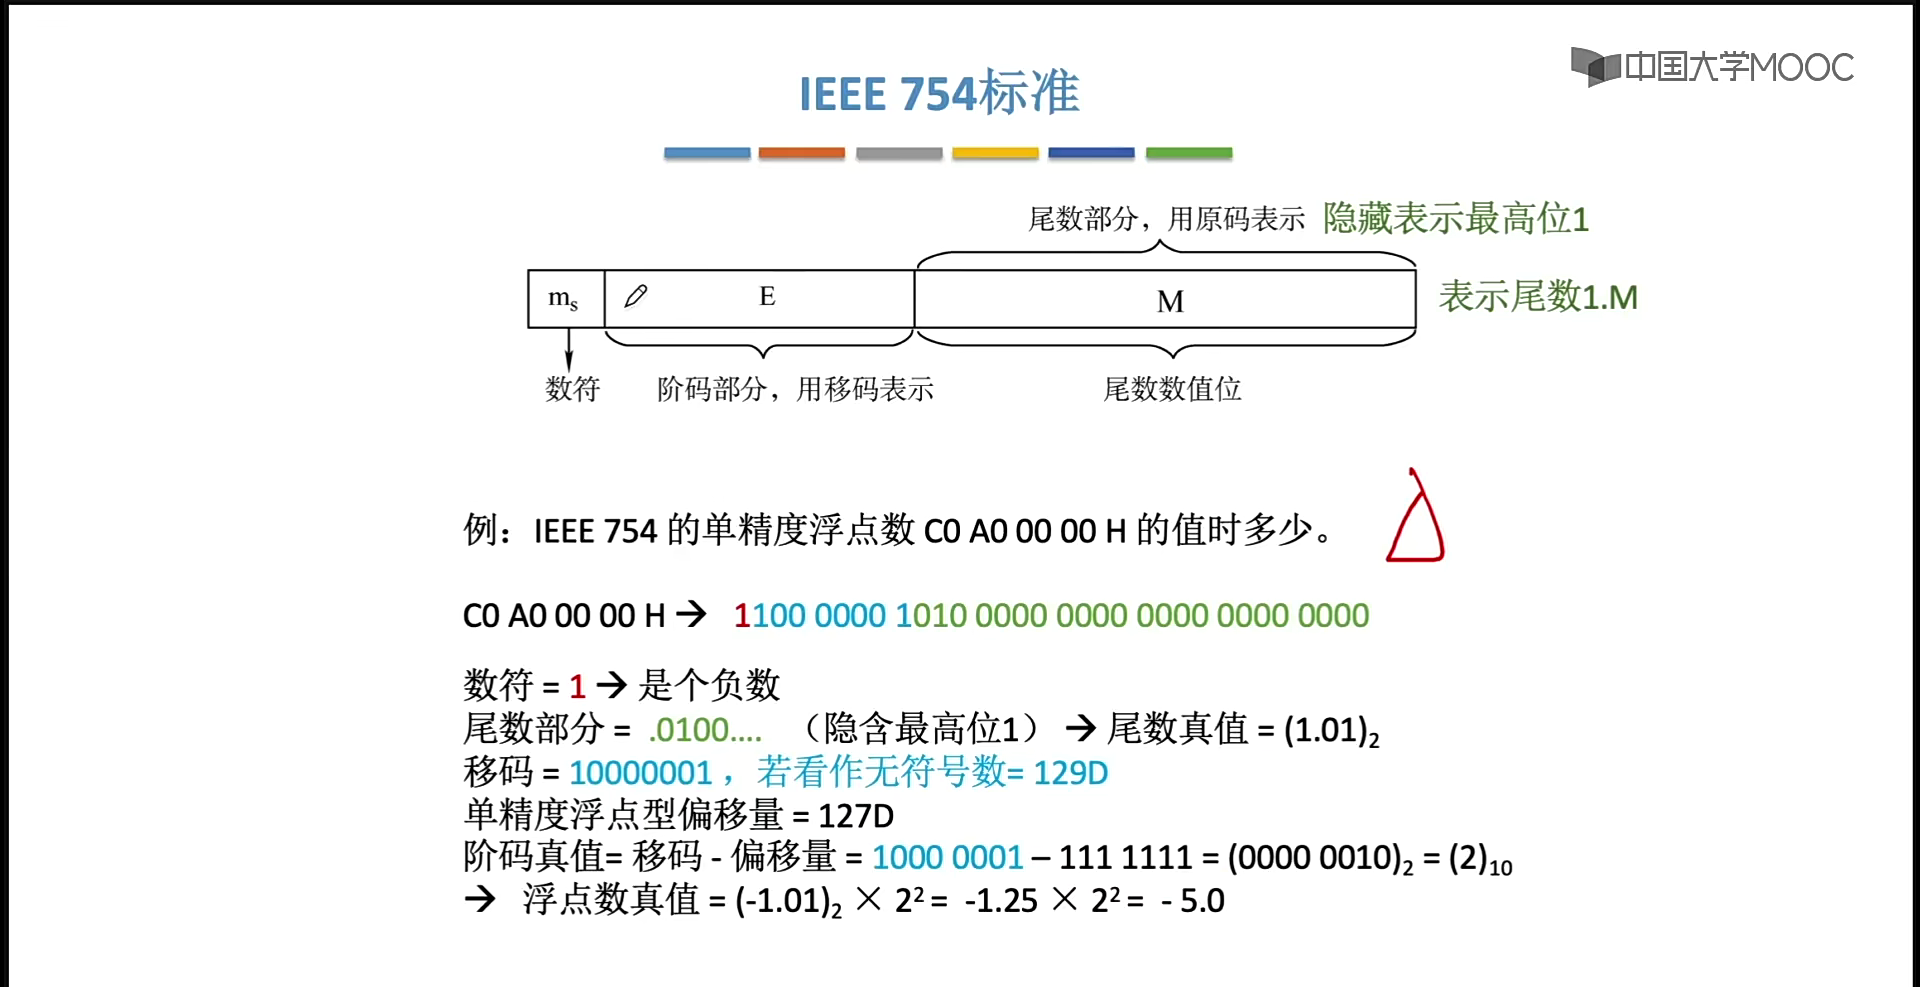 中国大学MOOC
IEEE 754标准
尾数部分，用原码表示 隐藏表示最高位1
mₛ E M 表示尾数1.M
数符 阶码部分，用移码表示 尾数数值位
例：IEEE 754 的单精度浮点数 C0 A0 00 00 H 的值时多少。
C0 A0 00 00 H → 1100 0000 1010 0000 0000 0000 0000 0000
数符 = 1 → 是个负数
尾数部分 = .0100.... （隐含最高位1） → 尾数真值 = (1.01)₂
移码 = 10000001 ，若看作无符号数= 129D
单精度浮点型偏移量 = 127D
阶码真值= 移码 - 偏移量 = 1000 0001 – 111 1111 = (0000 0010)₂ = (2)₁₀
→ 浮点数真值 = (-1.01)₂ × 2² = -1.25 × 2² = - 5.0